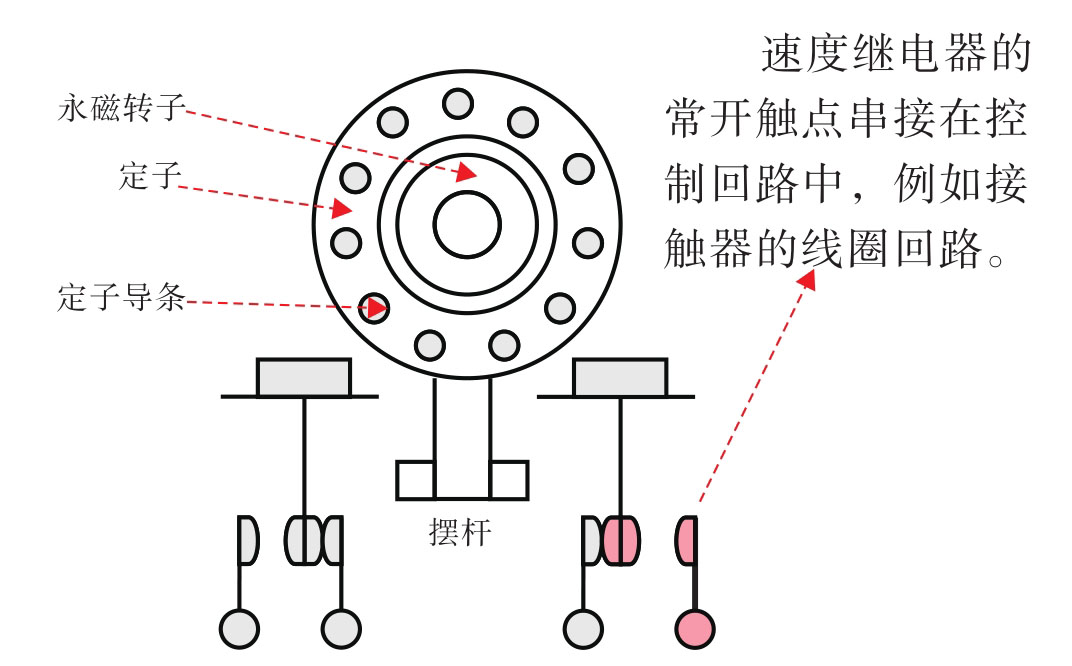 速度继电器的
常开触点串接在控
制回路中，例如接
触器的线圈回路。
永磁转子
定子
定子导条
摆杆